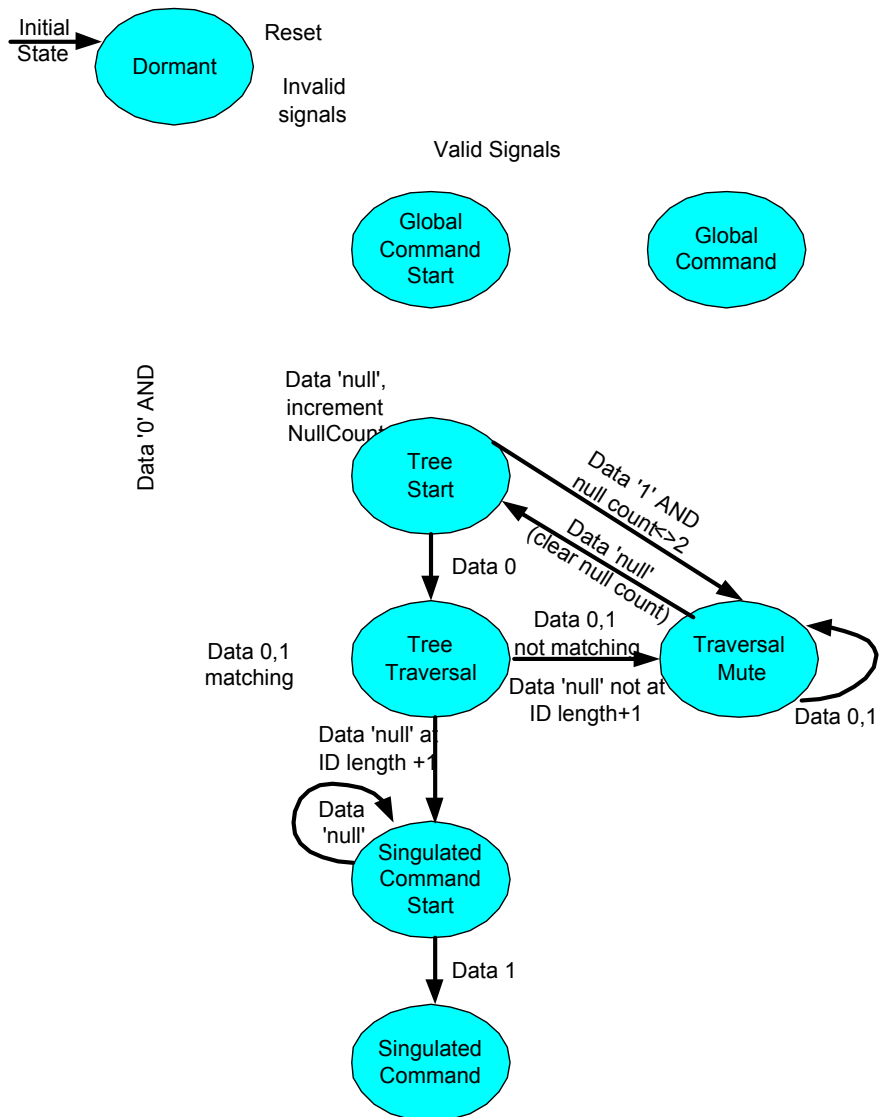 Initial
State
Dormant
Reset
Invalid
signals
Valid Signals
Global
Command
Start
Global
Command
Data '0' AND
Data 'null',
increment
NullCount
Tree
Start
Data '1' AND
null count<>2
Data 'null'
(clear null count)
Data 0
Data 0,1
matching
Tree
Traversal
Data 0,1
not matching
Data 'null' not at
ID length+1
Traversal
Mute
Data 0,1
Data 'null' at
ID length +1
Data
'null'
Singulated
Command
Start
Data 1
Singulated
Command